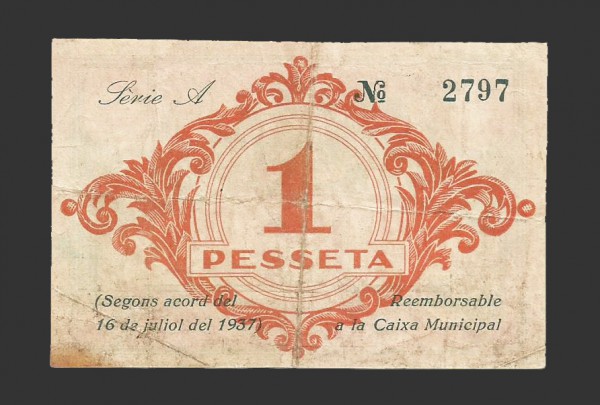 Sèrie A № 2797
1
PESSETA
(Segons acord del Reemborsable
16 de juliol del 1937) a la Caixa Municipal